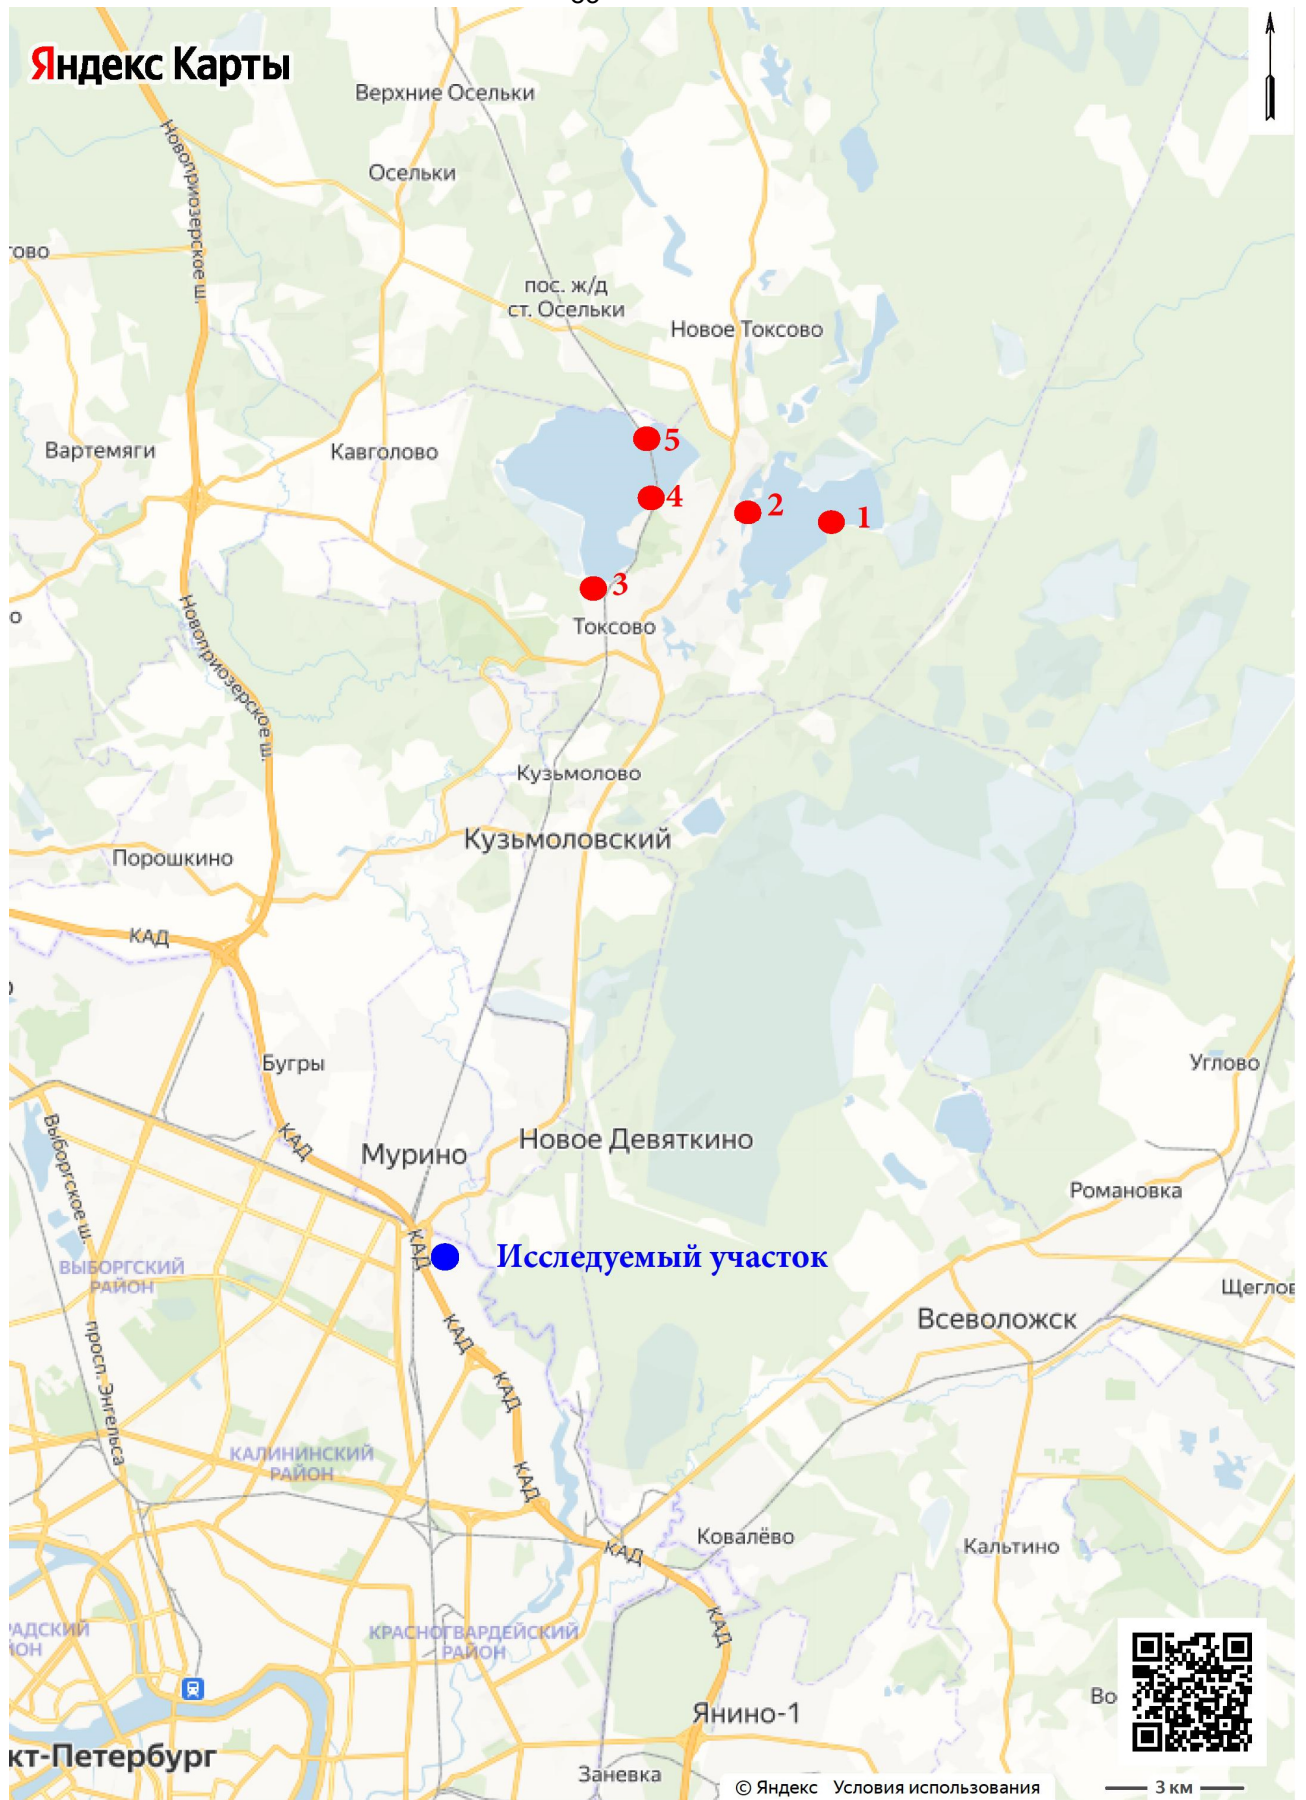 Яндекс Карты
Верхние Осельки
Новоприозерское ш.
Осельки
пос. ж/д
ст. Осельки
Новое Токсово
Вартемяги
Кавголово
5
4
2
1
3
Токсово
Новоприозерское ш.
Кузьмолово
Кузьмоловский
Порошкино
КАД
Бугры
Углово
КАД
Мурино
Новое Девяткино
Выборгское ш.
Романовка
КАД
Исследуемый участок
ВЫБОРГСКИЙ
РАЙОН
Щеглов
Всеволожск
КАД
просп. Энгельса
КАД
КАЛИНИНСКИЙ
РАЙОН
КАД
Ковалёво
Кальтино
КАД
КАД
РАДСКИЙ
ЙОН
КРАСНОГВАРДЕЙСКИЙ
РАЙОН
Во
Янино-1
кт-Петербург
Заневка
© Яндекс Условия использования
3 км